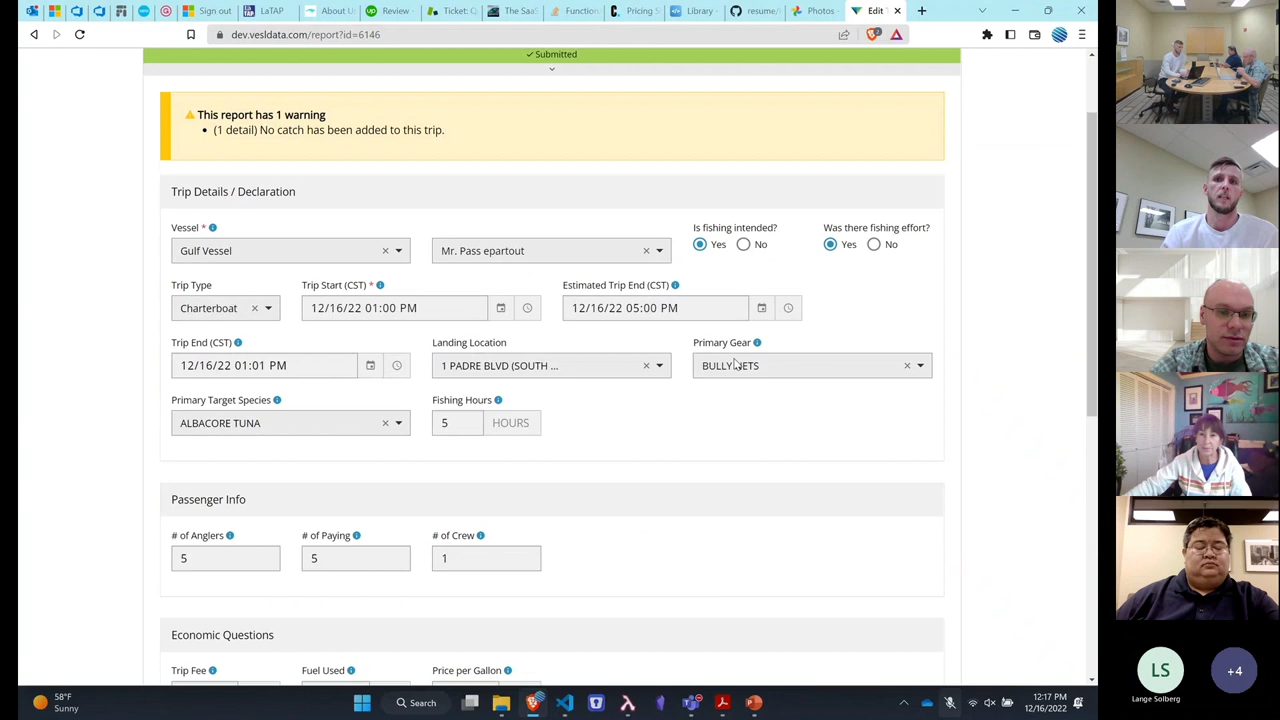 Sign out
LaTAP
About U
Review
Ticket: Q
The SaaS
Function
Pricing S
Library
resume/
Photos
Edit T
dev.vesldata.com/report?id=6146
2
Submitted
This report has 1 warning
• (1 detail) No catch has been added to this trip.
Trip Details / Declaration
Vessel *
Is fishing intended?
Was there fishing effort?
Gulf Vessel
Mr. Pass epartout
Yes No
Yes No
Trip Type
Trip Start (CST) *
Estimated Trip End (CST)
Charterboat
12/16/22 01:00 PM
12/16/22 05:00 PM
Trip End (CST)
Landing Location
Primary Gear
12/16/22 01:01 PM
1 PADRE BLVD (SOUTH ...
BULLY NETS
Primary Target Species
Fishing Hours
ALBACORE TUNA
5 HOURS
Passenger Info
# of Anglers
# of Paying
# of Crew
5
5
1
Economic Questions
Trip Fee
Fuel Used
Price per Gallon
LS
+4
Lange Solberg
58°F
Sunny
Search
12:17 PM
12/16/2022